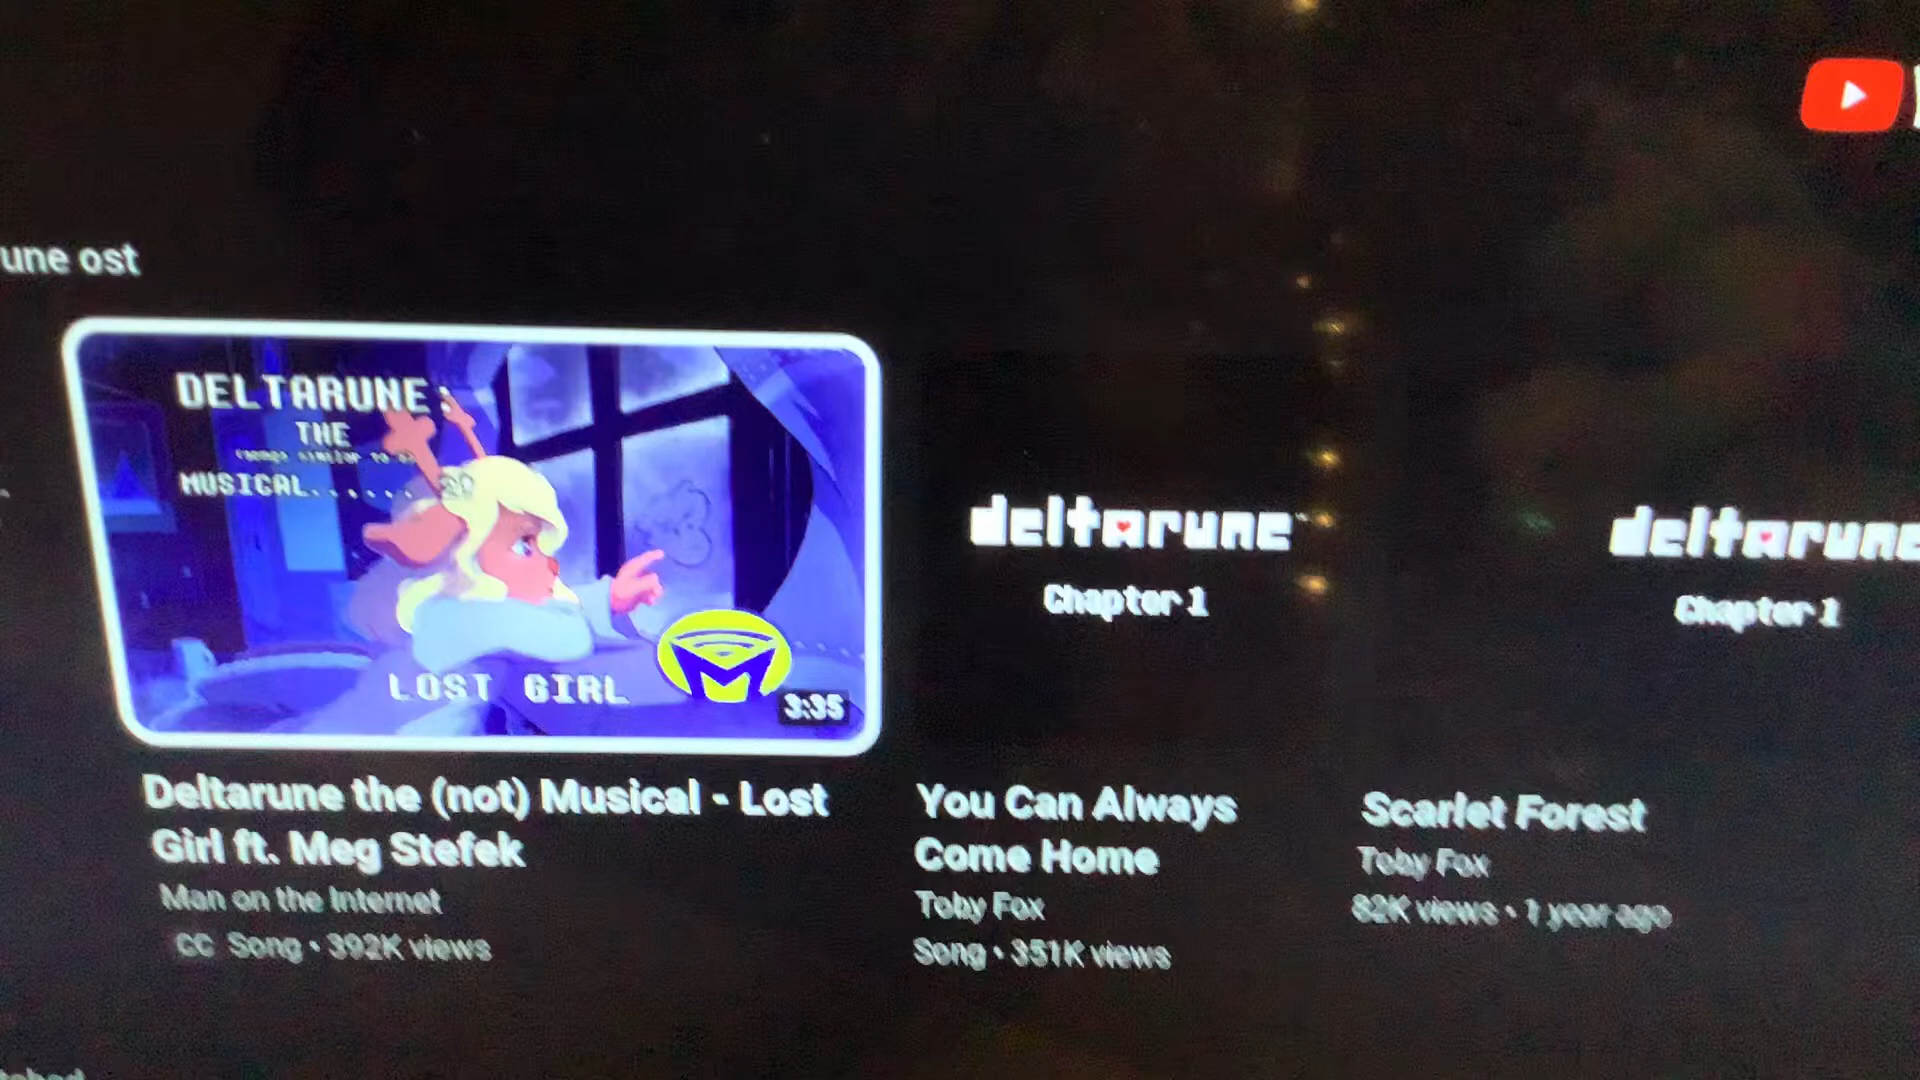 une ost
DELTARUNE:
THE
MUSICAL......
LOST GIRL
3:35
deltarune
Chapter 1
deltarune
Chapter 1
Deltarune the (not) Musical - Lost
Girl ft. Meg Stefek
Man on the Internet
CC Song • 392K views
You Can Always
Come Home
Toby Fox
Song • 351K views
Scarlet Forest
Toby Fox
82K views • 1 year ago